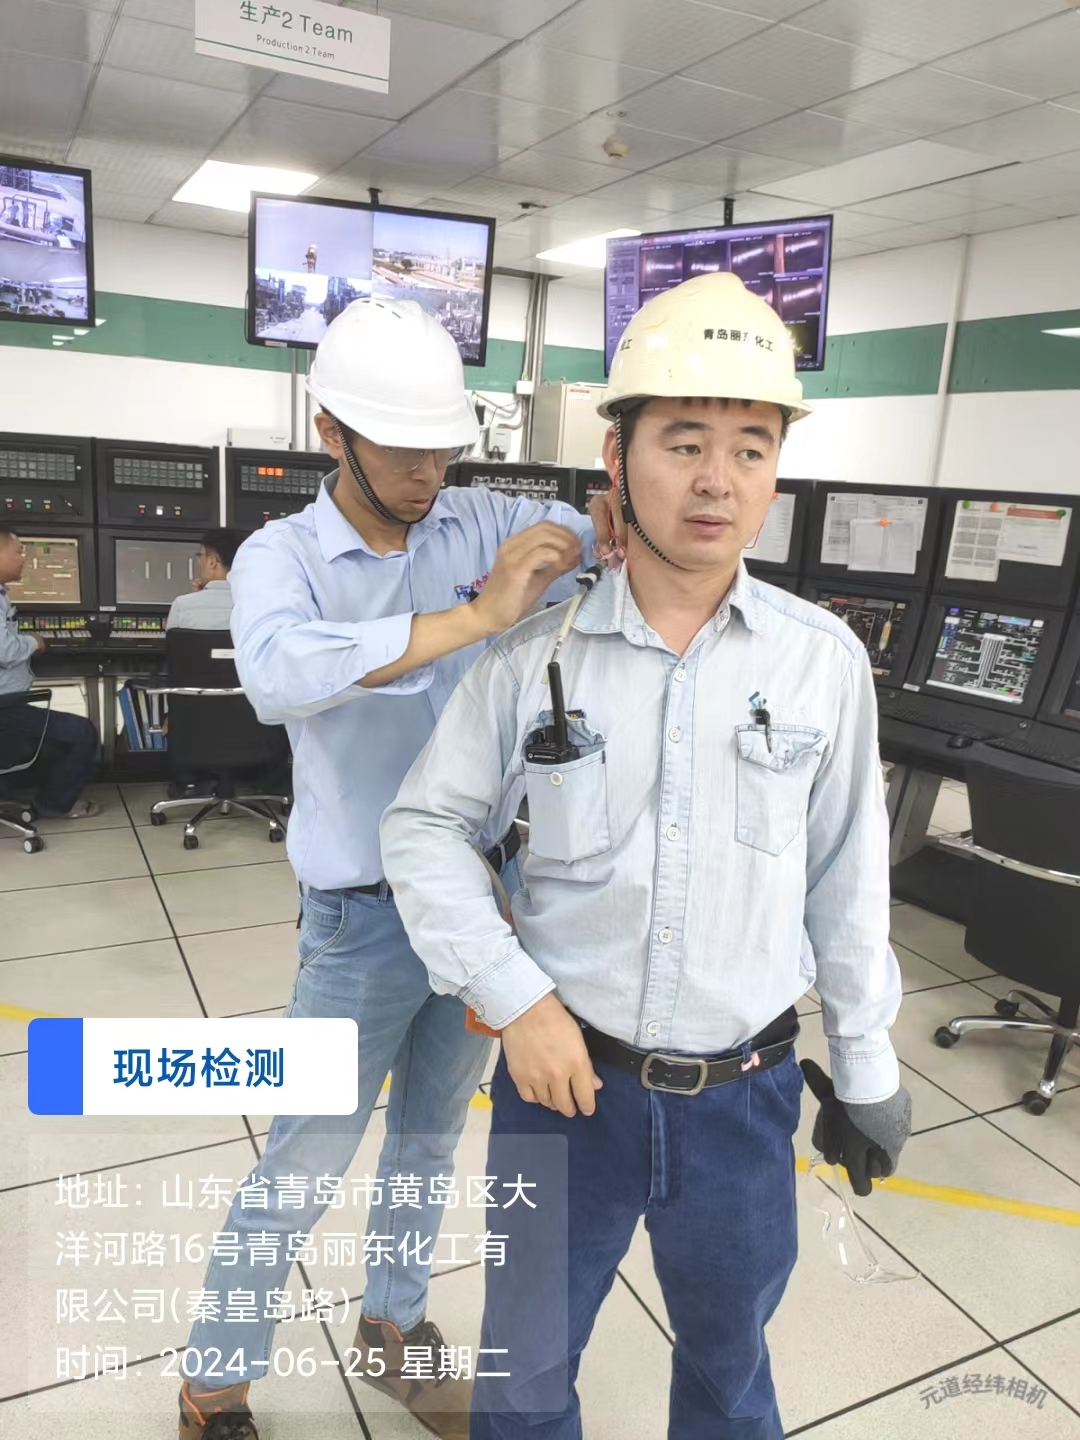 生产2 Team
Production 2 Team
青岛丽东化工
现场检测
地址: 山东省青岛市黄岛区大
洋河路16号青岛丽东化工有
限公司(秦皇岛路)
时间: 2024-06-25 星期二
元道经纬相机